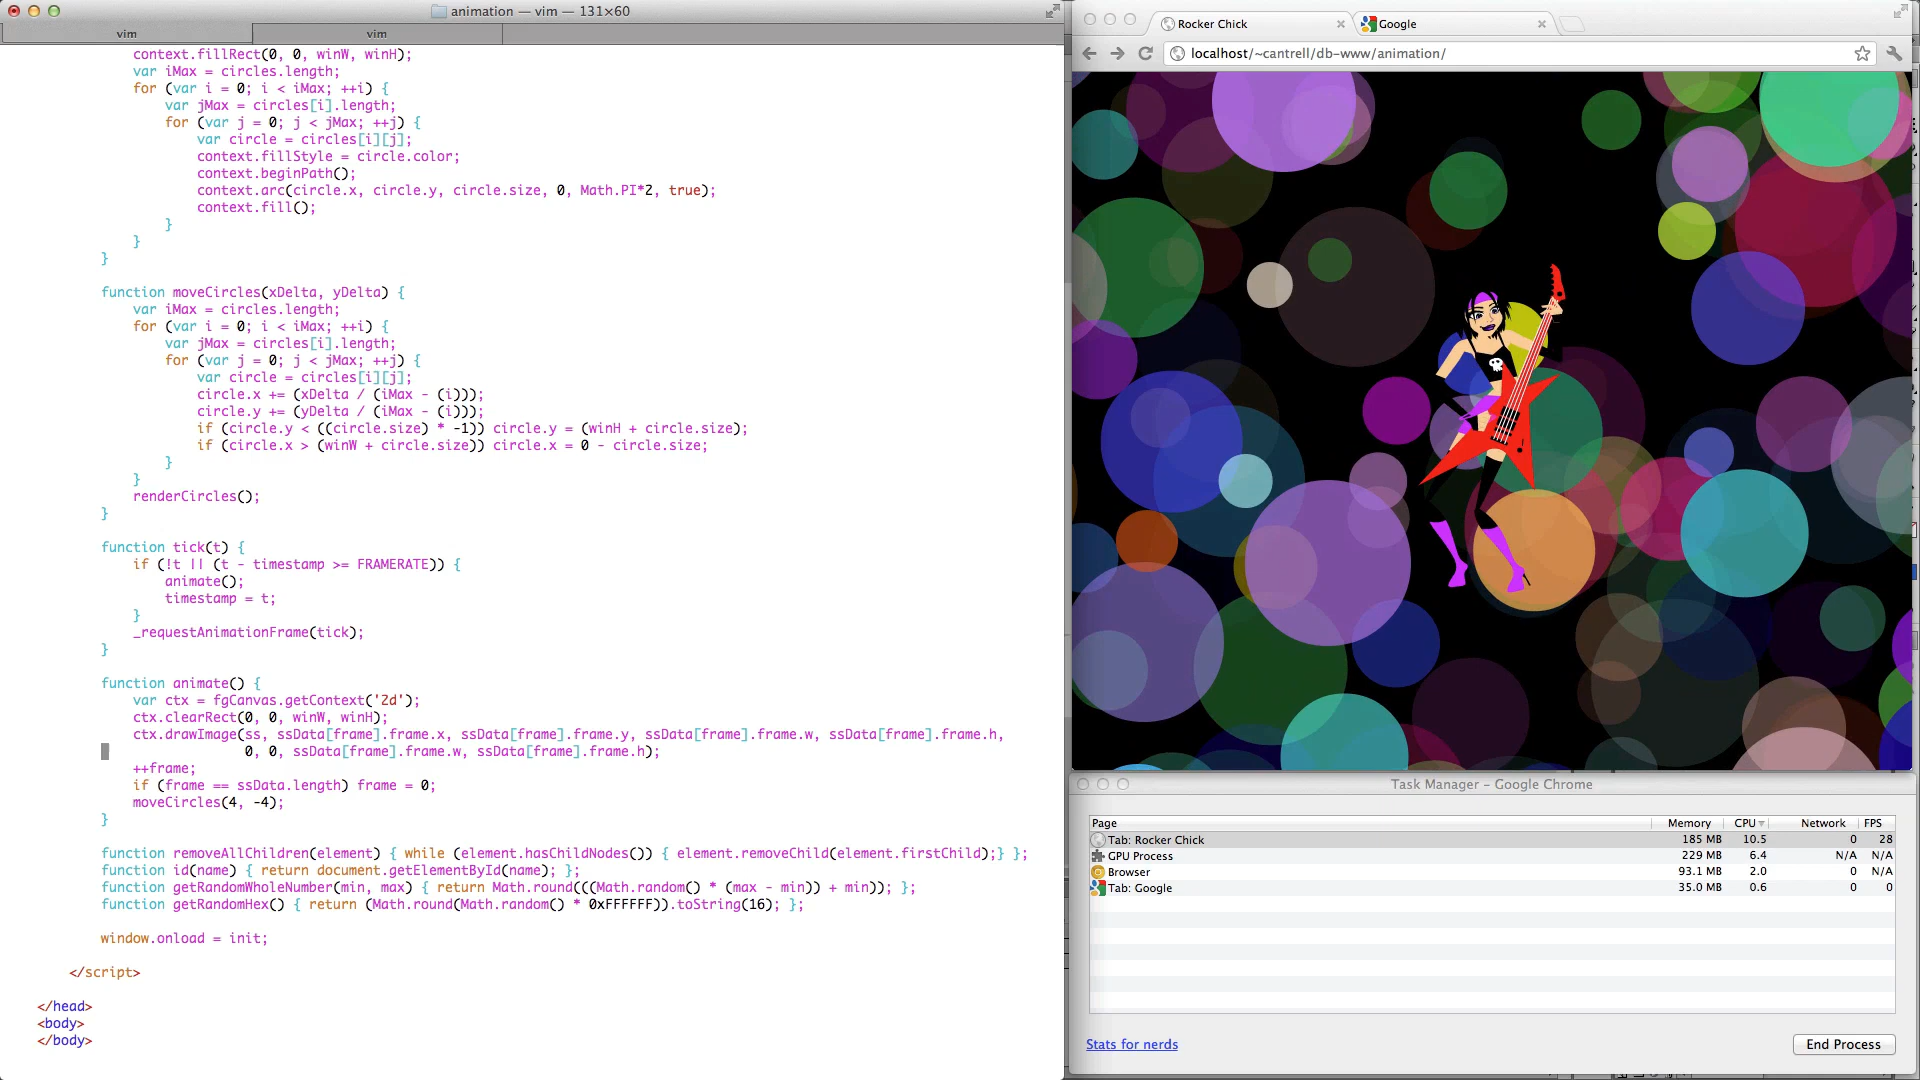 animation — vim — 131×60
vim
vim
context.fillRect(0, 0, winW, winH);
var iMax = circles.length;
for (var i = 0; i < iMax; ++i) {
var jMax = circles[i].length;
for (var j = 0; j < jMax; ++j) {
var circle = circles[i][j];
context.fillStyle = circle.color;
context.beginPath();
context.arc(circle.x, circle.y, circle.size, 0, Math.PI*2, true);
context.fill();
}
}
}
function moveCircles(xDelta, yDelta) {
var iMax = circles.length;
for (var i = 0; i < iMax; ++i) {
var jMax = circles[i].length;
for (var j = 0; j < jMax; ++j) {
var circle = circles[i][j];
circle.x += (xDelta / (iMax - (i)));
circle.y += (yDelta / (iMax - (i)));
if (circle.y < ((circle.size) * -1)) circle.y = (winH + circle.size);
if (circle.x > (winW + circle.size)) circle.x = 0 - circle.size;
}
}
renderCircles();
}
function tick(t) {
if (!t || (t - timestamp >= FRAMERATE)) {
animate();
timestamp = t;
}
_requestAnimationFrame(tick);
}
function animate() {
var ctx = fgCanvas.getContext('2d');
ctx.clearRect(0, 0, winW, winH);
ctx.drawImage(ss, ssData[frame].frame.x, ssData[frame].frame.y, ssData[frame].frame.w, ssData[frame].frame.h,
0, 0, ssData[frame].frame.w, ssData[frame].frame.h);
++frame;
if (frame == ssData.length) frame = 0;
moveCircles(4, -4);
}
function removeAllChildren(element) { while (element.hasChildNodes()) { element.removeChild(element.firstChild);} };
function id(name) { return document.getElementById(name); };
function getRandomWholeNumber(min, max) { return Math.round(((Math.random() * (max - min)) + min)); };
function getRandomHex() { return (Math.round(Math.random() * 0xFFFFFF)).toString(16); };
window.onload = init;
</script>
</head>
<body>
</body>
Rocker Chick
Google
localhost/~cantrell/db-www/animation/
Task Manager – Google Chrome
Page Memory CPU Network FPS
Tab: Rocker Chick 185 MB 10.5 0 28
GPU Process 229 MB 6.4 N/A N/A
Browser 93.1 MB 2.0 0 N/A
Tab: Google 35.0 MB 0.6 0 0
Stats for nerds
End Process